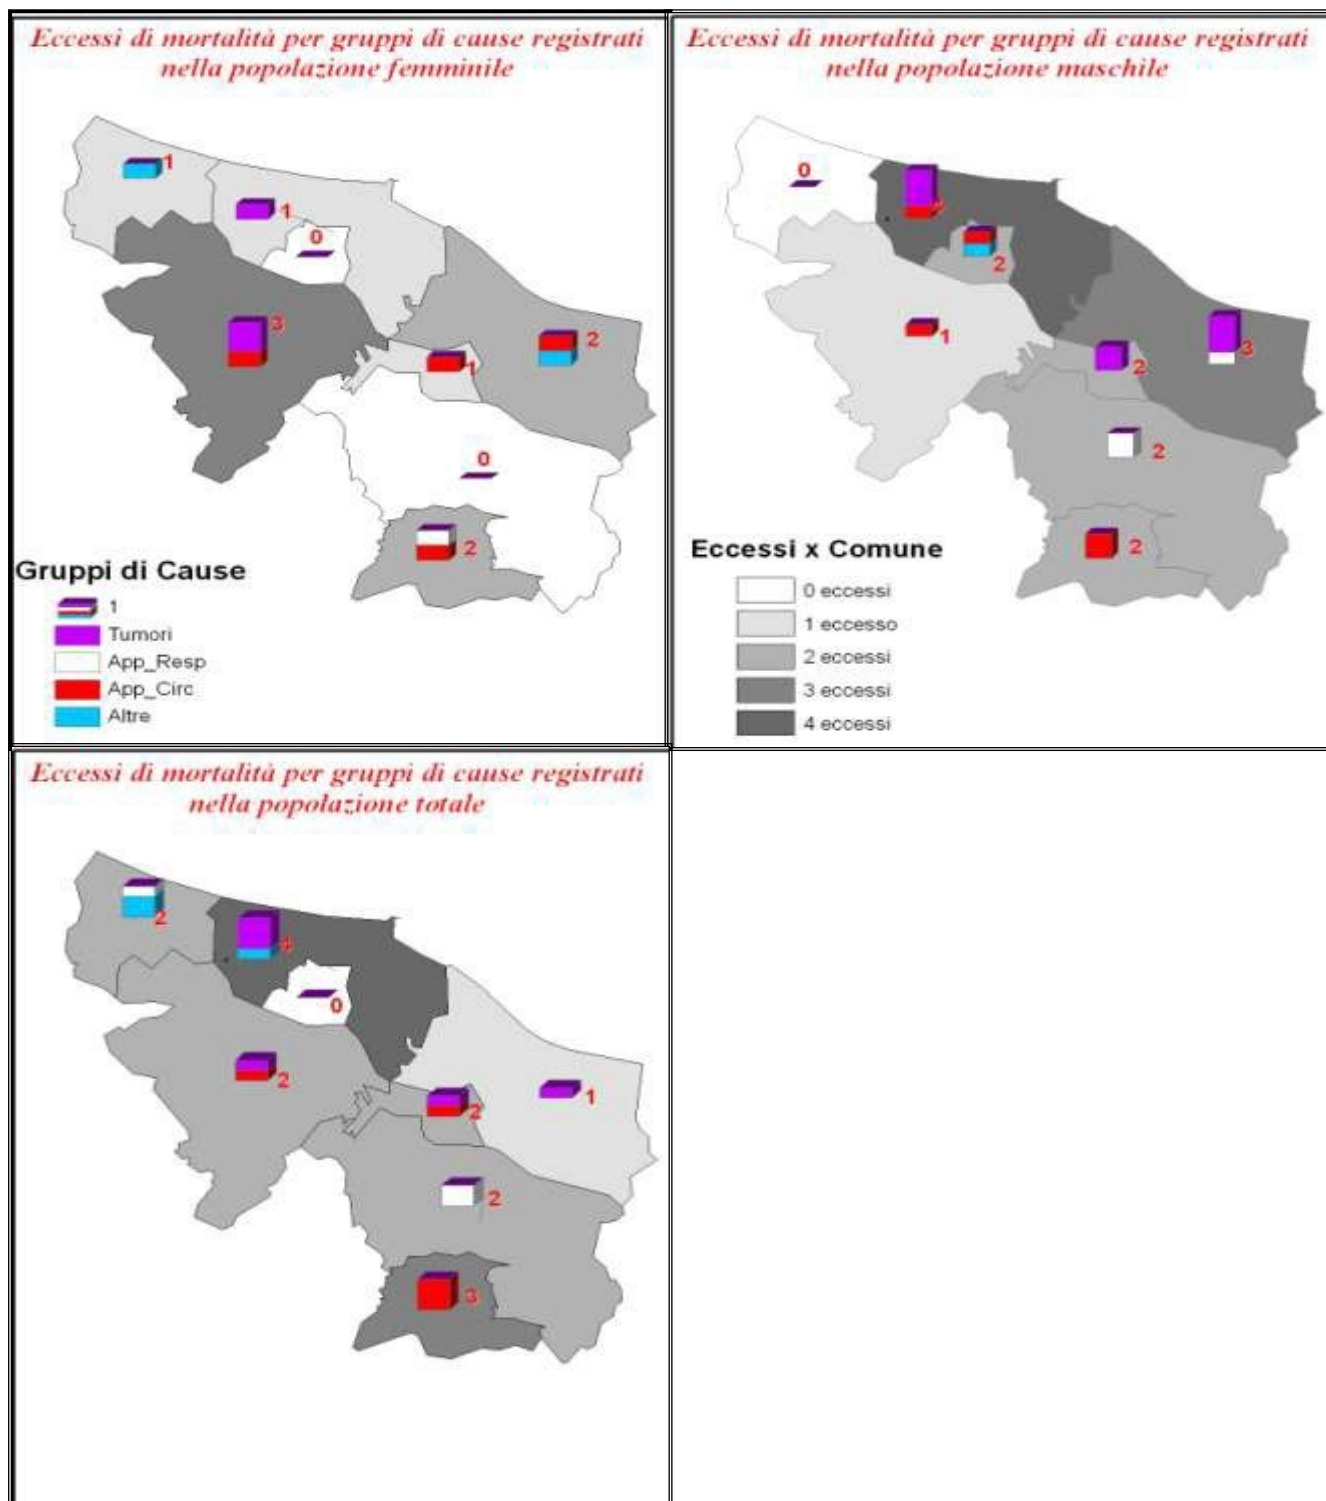 Eccessi di mortalità per gruppi di cause registrati
nella popolazione femminile
1
1
0
3
2
1
0
2
Gruppi di Cause
1
Tumori
App_Resp
App_Circ
Altre
Eccessi di mortalità per gruppi di cause registrati
nella popolazione maschile
0
2
1
3
2
2
2
Eccessi x Comune
0 eccessi
1 eccesso
2 eccessi
3 eccessi
4 eccessi
Eccessi di mortalità per gruppi di cause registrati
nella popolazione totale
2
4
0
2
1
2
2
3